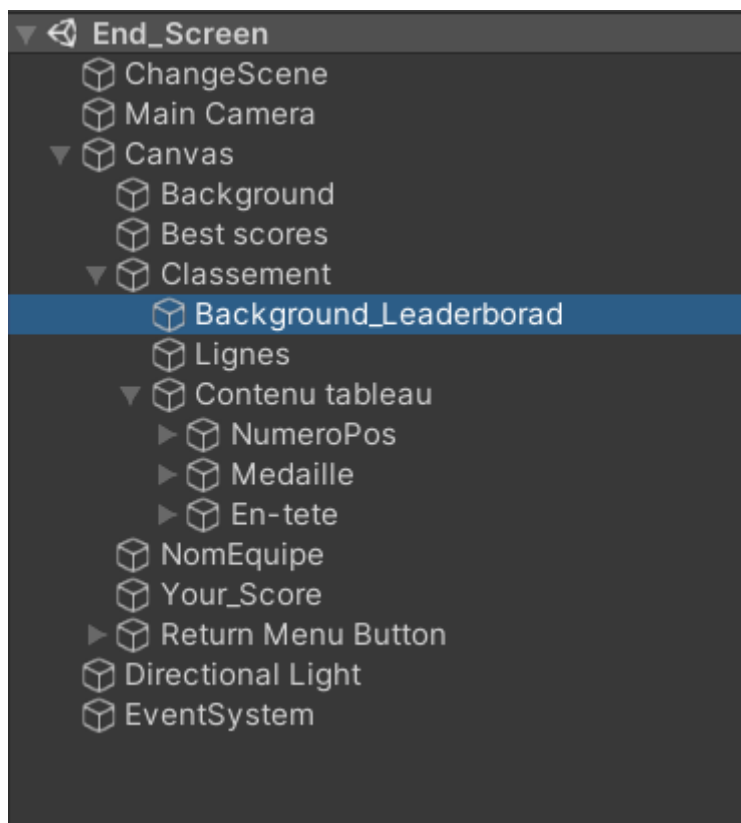 End_Screen
ChangeScene
Main Camera
Canvas
Background
Best scores
Classement
Background_Leaderborad
Lignes
Contenu tableau
NumeroPos
Medaille
En-tete
NomEquipe
Your_Score
Return Menu Button
Directional Light
EventSystem